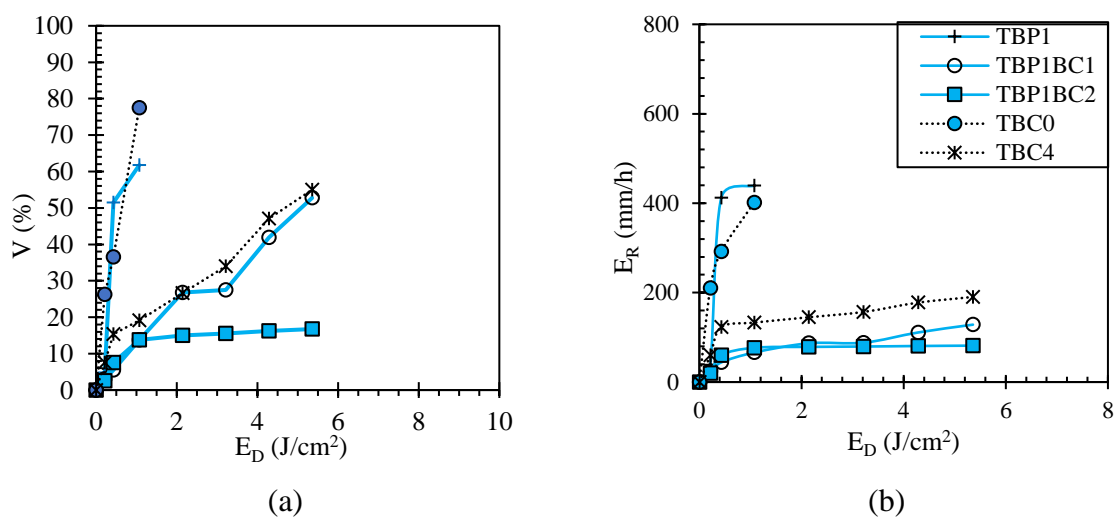 100
90
80
70
60
50
40
30
20
10
0
V (%)
0 2 4 6 8 10
E_D (J/cm²)
(a)
800
600
400
200
0
E_R (mm/h)
0 2 4 6 8
E_D (J/cm²)
TBP1
TBP1BC1
TBP1BC2
TBC0
TBC4
(b)